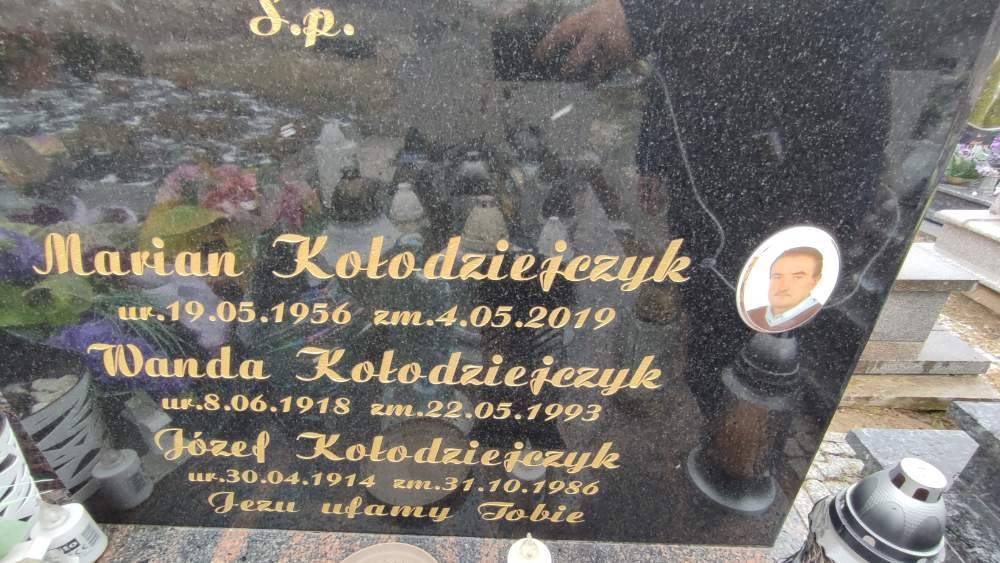 Ś.p.
Marian Kołodziejczyk
ur.19.05.1956 zm.4.05.2019
Wanda Kołodziejczyk
ur.8.06.1918 zm.22.05.1993
Józef Kołodziejczyk
ur.30.04.1914 zm.31.10.1986
Jezu ufamy Tobie